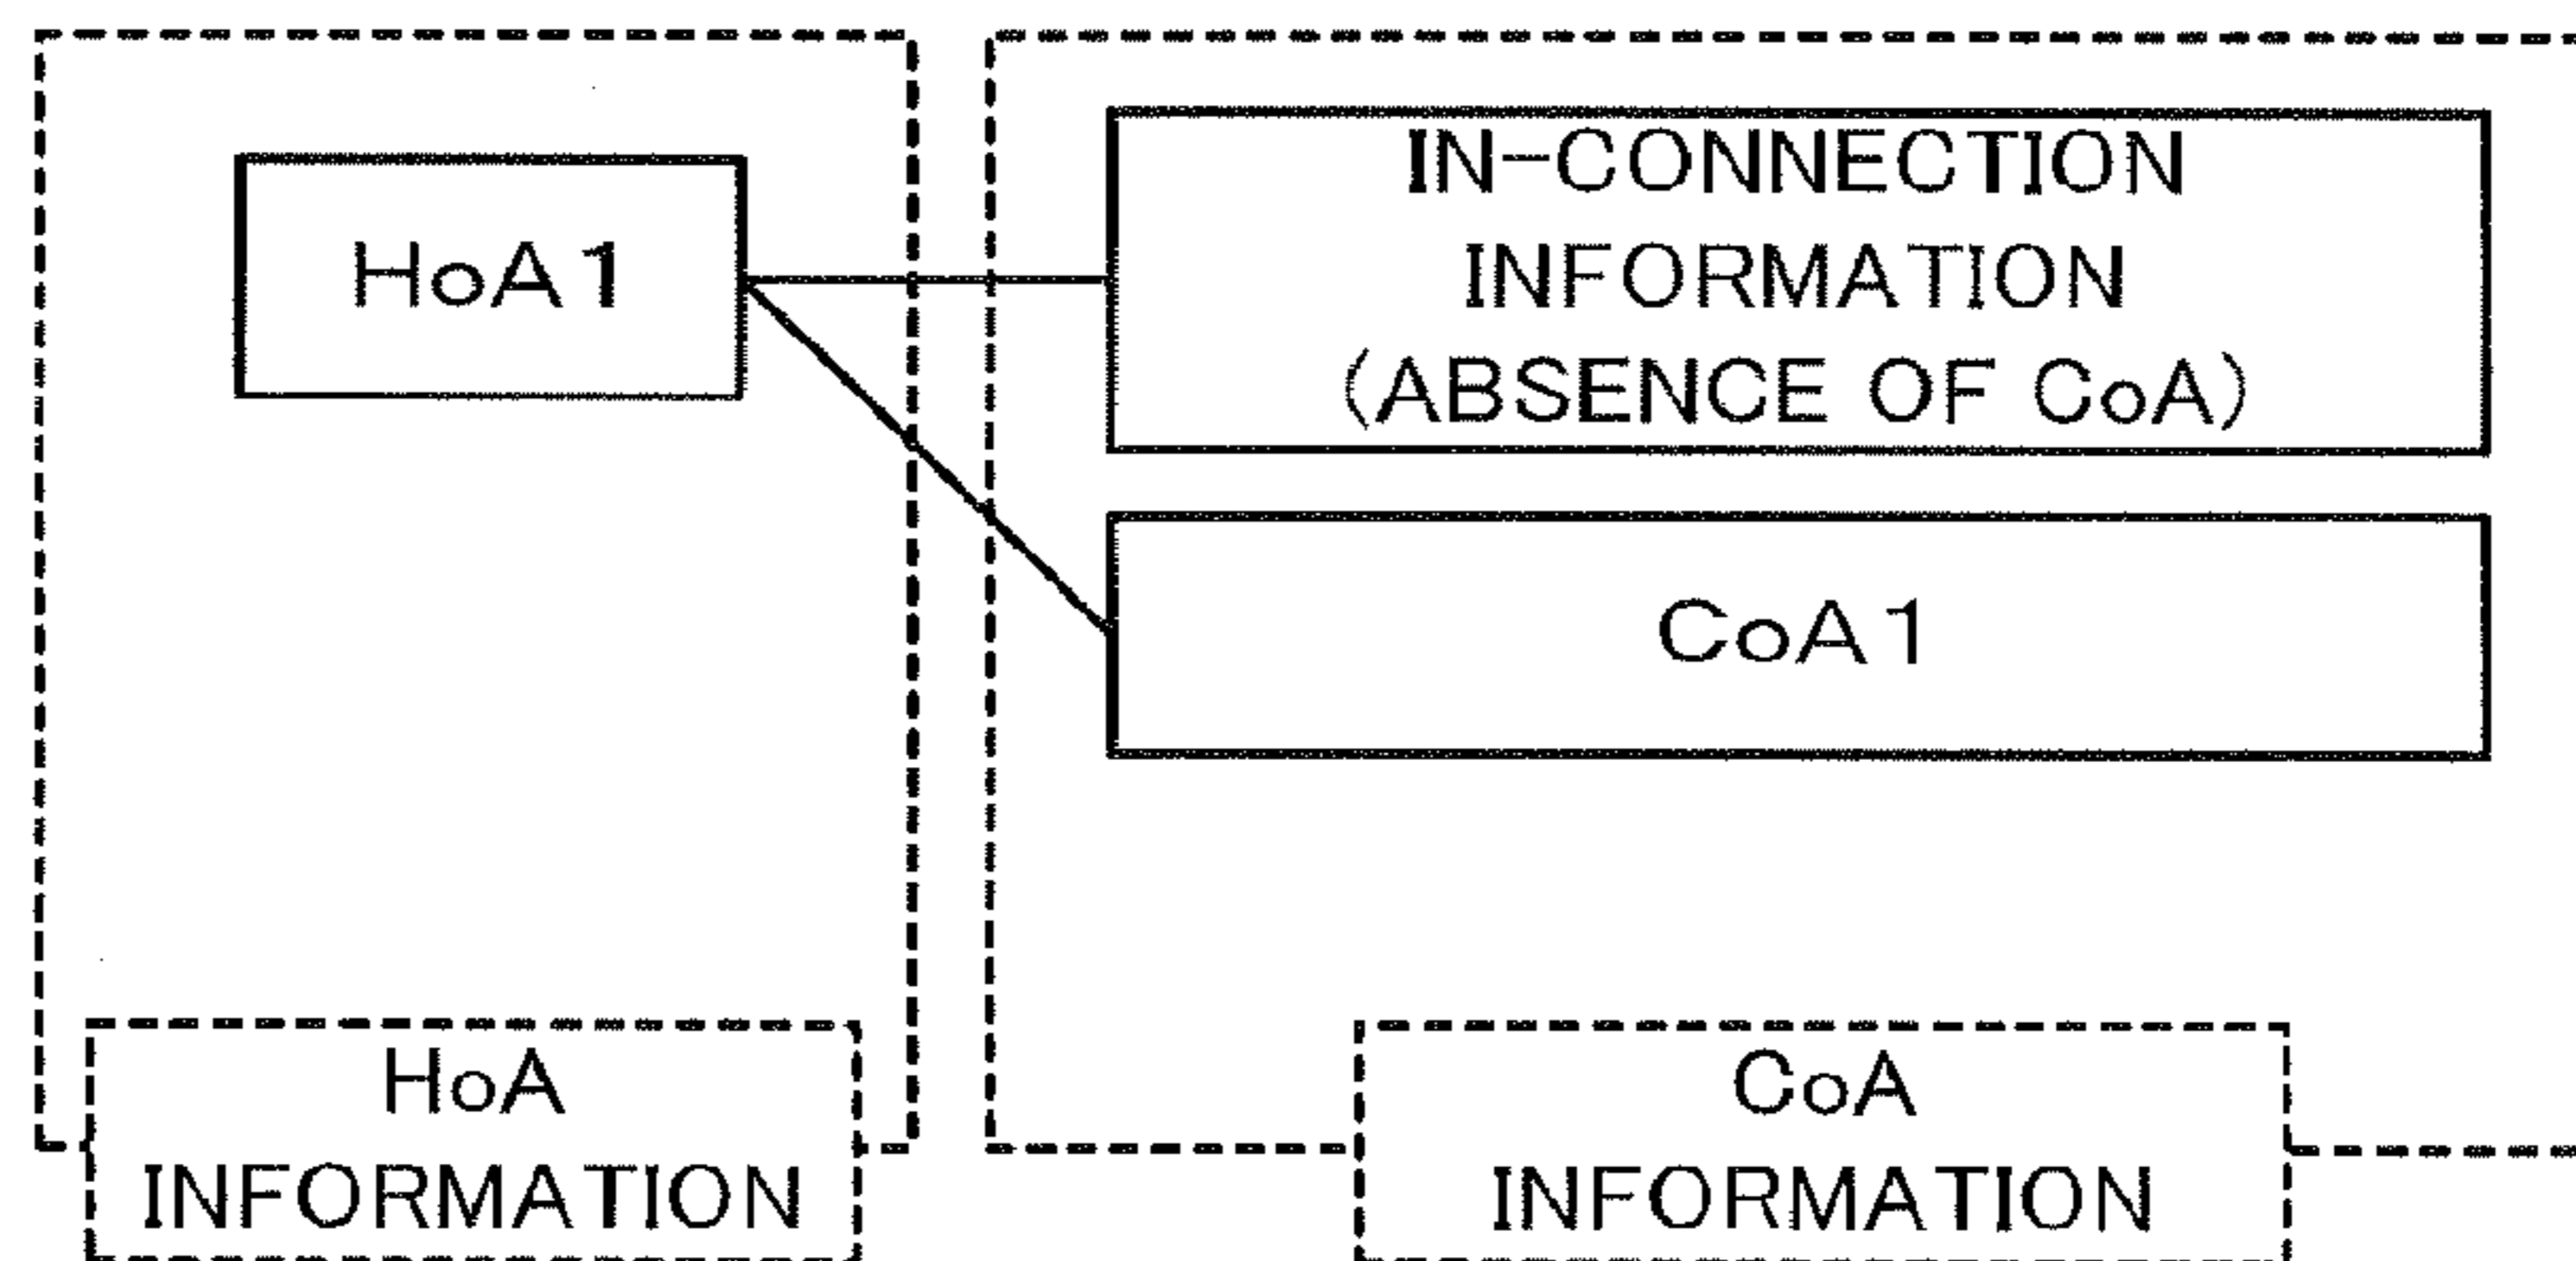 HoA1
IN-CONNECTION
INFORMATION
(ABSENCE OF CoA)
CoA1
HoA
INFORMATION
CoA
INFORMATION